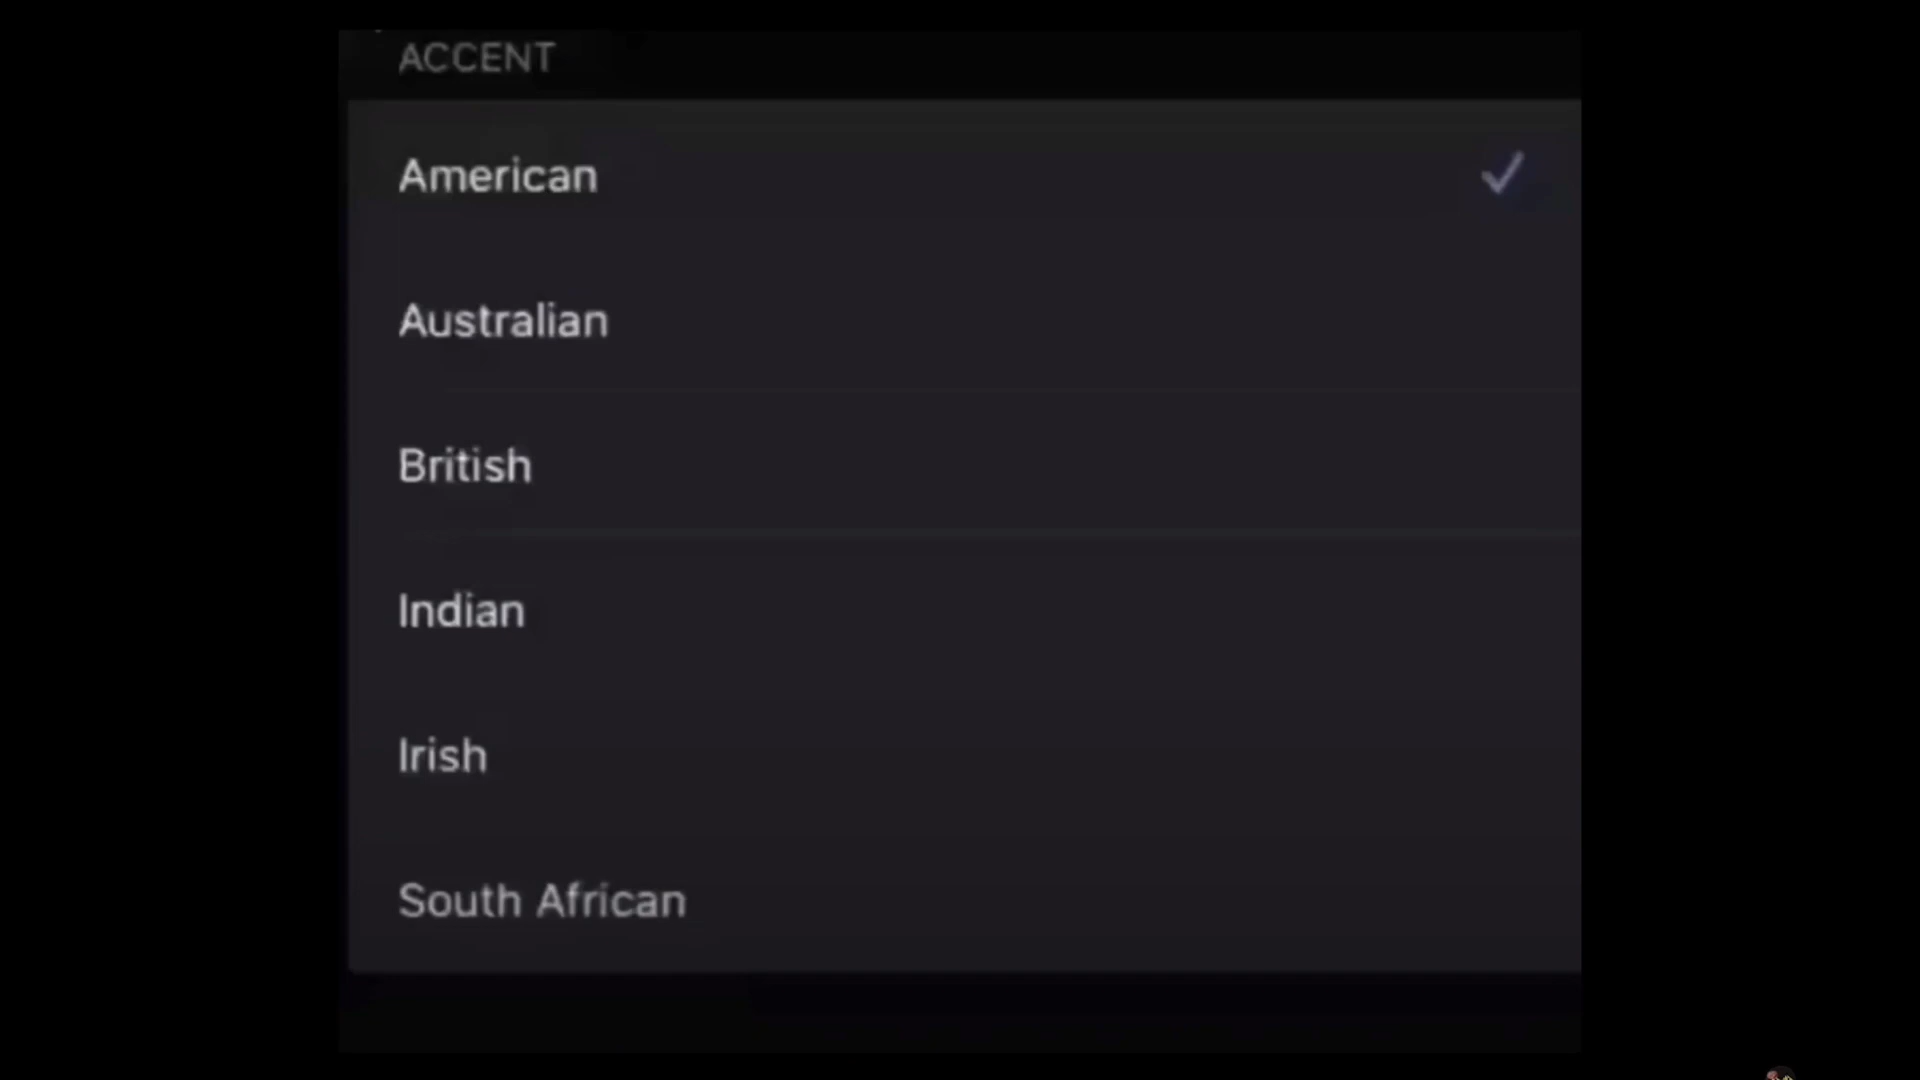 ACCENT
American
Australian
British
Indian
Irish
South African